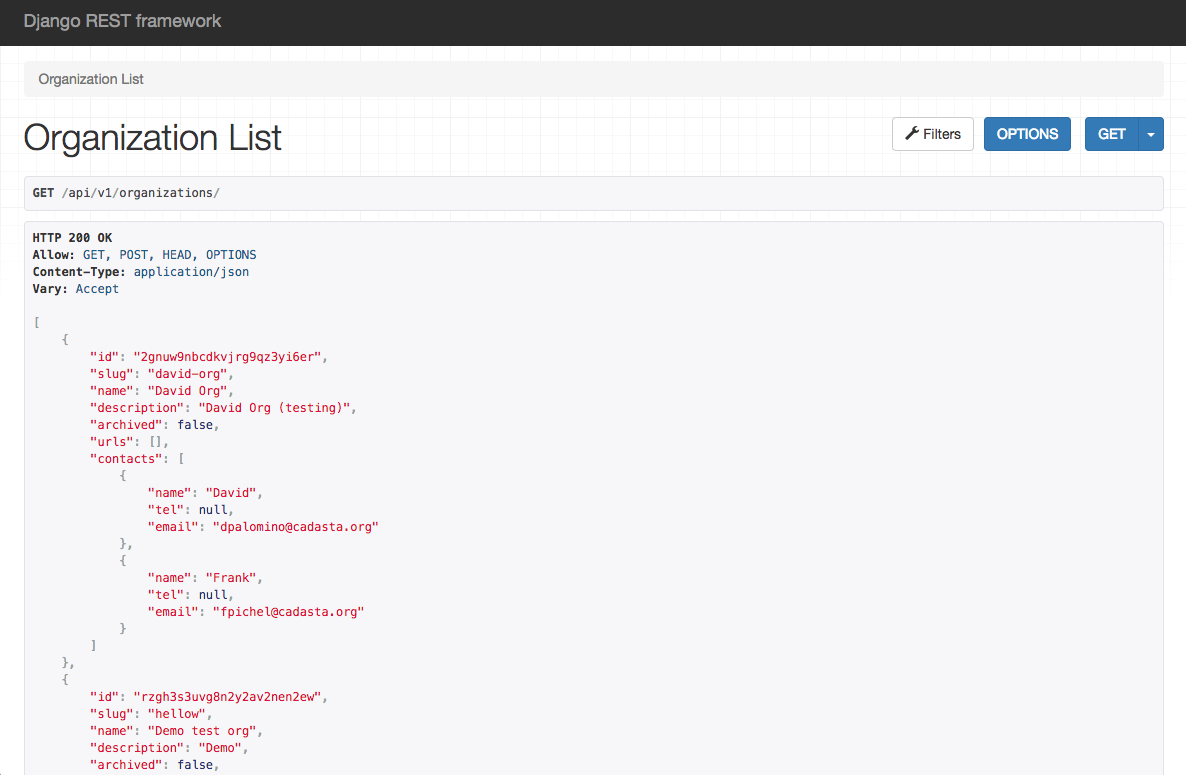 Django REST framework
Organization List
Organization List
Filters
OPTIONS
GET
GET /api/v1/organizations/
HTTP 200 OK
Allow: GET, POST, HEAD, OPTIONS
Content-Type: application/json
Vary: Accept
[
    {
        "id": "2gnuw9nbcdkvjrg9qz3yi6er",
        "slug": "david-org",
        "name": "David Org",
        "description": "David Org (testing)",
        "archived": false,
        "urls": [],
        "contacts": [
            {
                "name": "David",
                "tel": null,
                "email": "dpalomino@cadasta.org"
            },
            {
                "name": "Frank",
                "tel": null,
                "email": "fpichel@cadasta.org"
            }
        ]
    },
    {
        "id": "rzgh3s3uvg8n2y2av2nen2ew",
        "slug": "hellow",
        "name": "Demo test org",
        "description": "Demo",
        "archived": false,